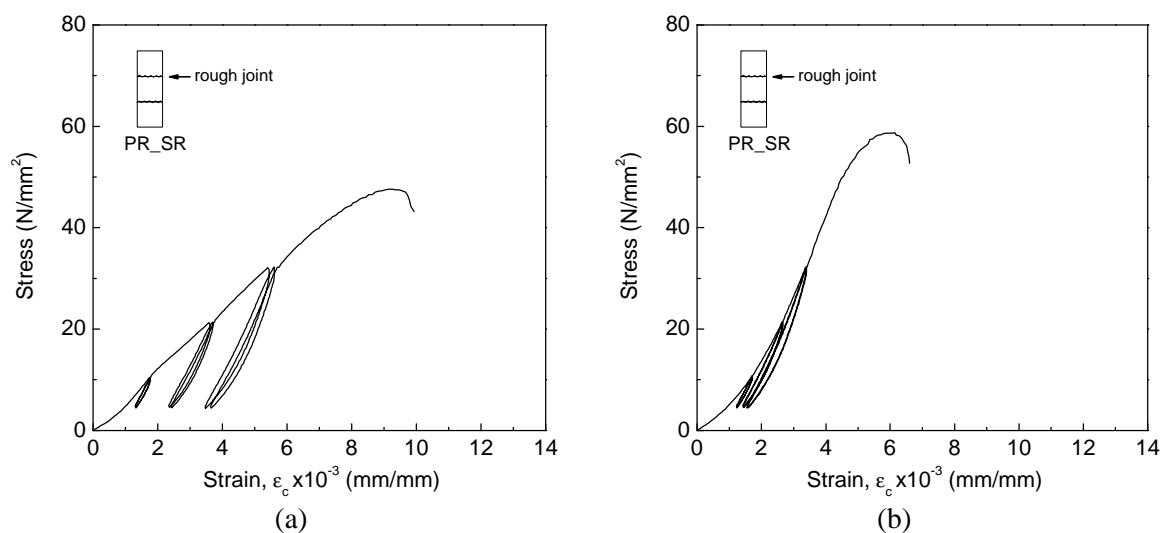 80
60
40
20
0
Stress (N/mm²)
rough joint
PR_SR
0 2 4 6 8 10 12 14
Strain, ε_c x10⁻³ (mm/mm)
(a)
80
60
40
20
0
Stress (N/mm²)
rough joint
PR_SR
0 2 4 6 8 10 12 14
Strain, ε_c x10⁻³ (mm/mm)
(b)